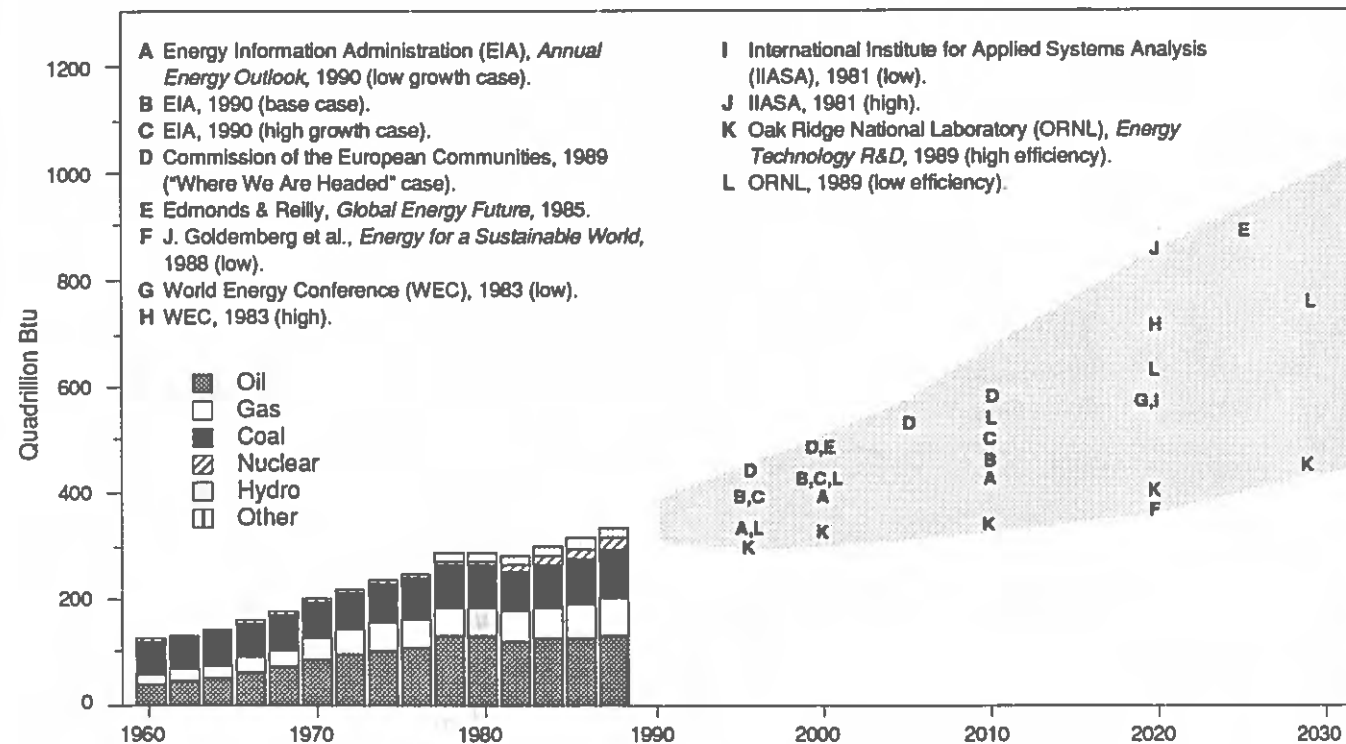 A Energy Information Administration (EIA), Annual
Energy Outlook, 1990 (low growth case).
B EIA, 1990 (base case).
C EIA, 1990 (high growth case).
D Commission of the European Communities, 1989
("Where We Are Headed" case).
E Edmonds & Reilly, Global Energy Future, 1985.
F J. Goldemberg et al., Energy for a Sustainable World,
1988 (low).
G World Energy Conference (WEC), 1983 (low).
H WEC, 1983 (high).
I International Institute for Applied Systems Analysis
(IIASA), 1981 (low).
J IIASA, 1981 (high).
K Oak Ridge National Laboratory (ORNL), Energy
Technology R&D, 1989 (high efficiency).
L ORNL, 1989 (low efficiency).
Quadrillion Btu
1200
1000
800
600
400
200
0
Oil
Gas
Coal
Nuclear
Hydro
Other
D
B,C
A,L
K
D,E
B,C,L
A
K
D
D
L
C
B
A
K
J
H
L
G,I
K
F
E
L
K
1960
1970
1980
1990
2000
2010
2020
2030